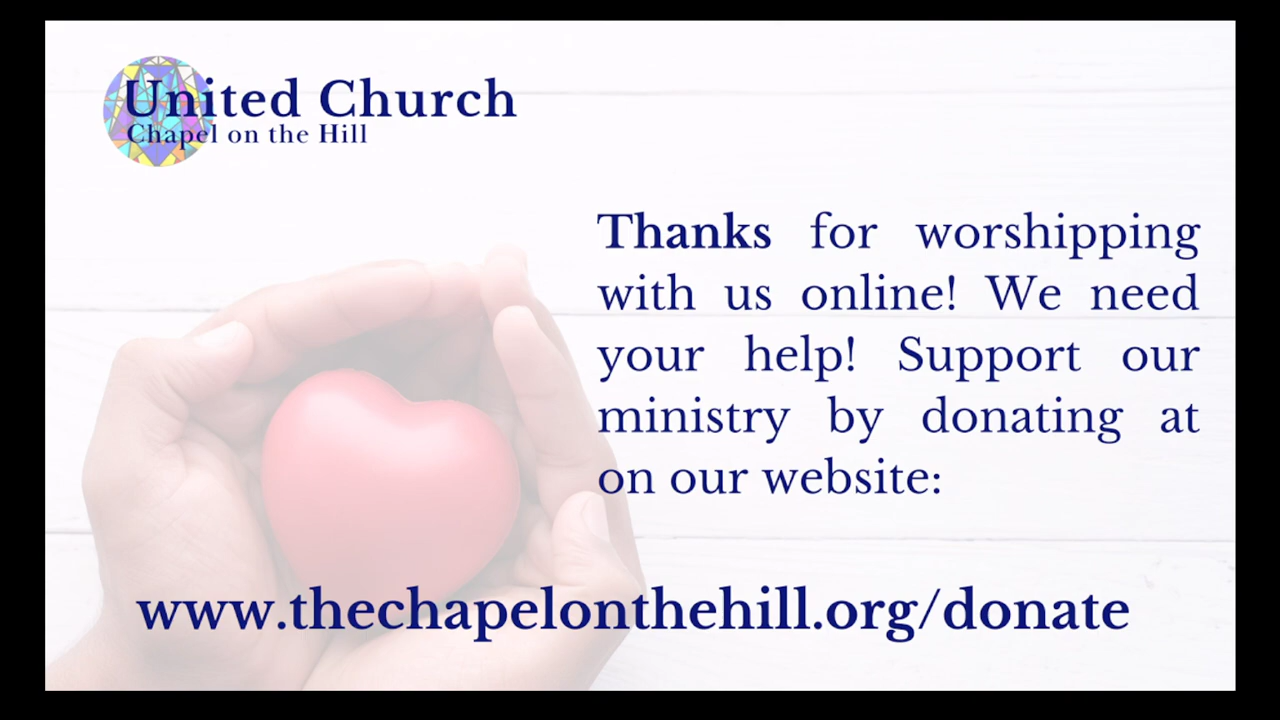 United Church
Chapel on the Hill
Thanks for worshipping
with us online! We need
your help! Support our
ministry by donating at
on our website:
www.thechapelonthehill.org/donate